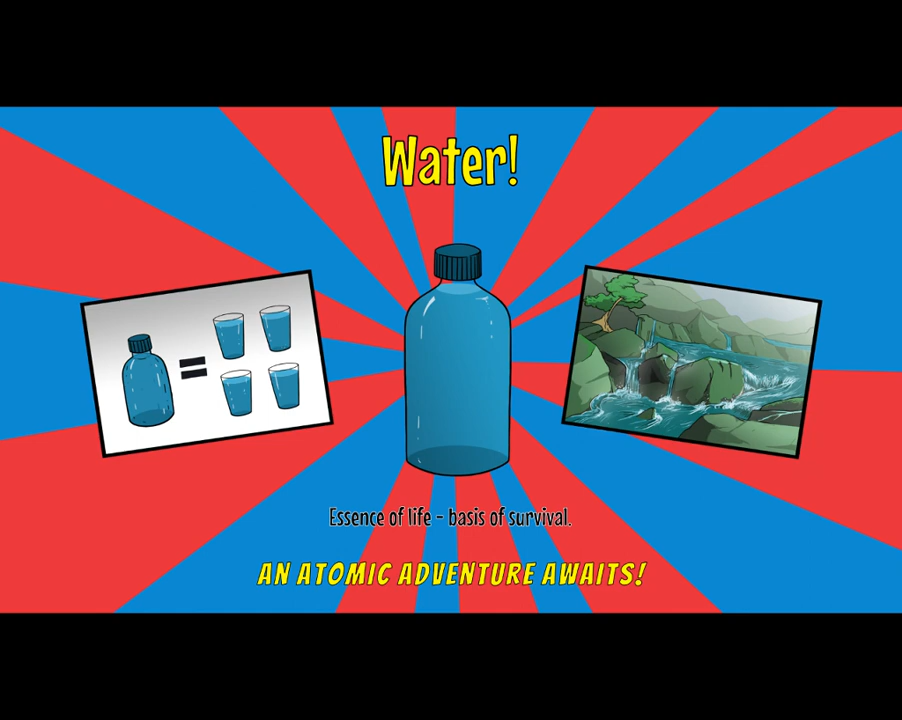 Water!
Essence of life - basis of survival.
AN ATOMIC ADVENTURE AWAITS!